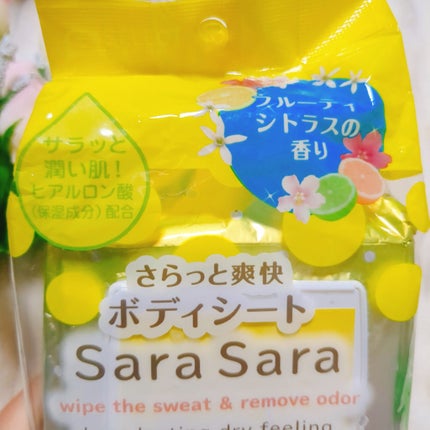 フルーティ
シトラスの
香り
サラッと
潤い肌!
ヒアルロン酸
(保湿成分)配合
さらっと爽快
ボディシート
Sara Sara
wipe the sweat & remove odor
dry feeling